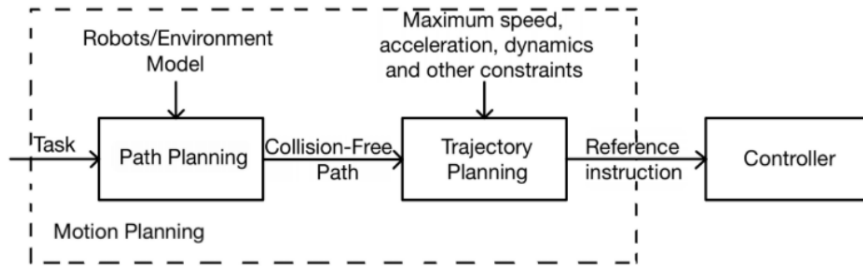 Robots/Environment
Model
Maximum speed,
acceleration, dynamics
and other constraints
Task
Path Planning
Collision-Free
Path
Trajectory
Planning
Reference
instruction
Controller
Motion Planning